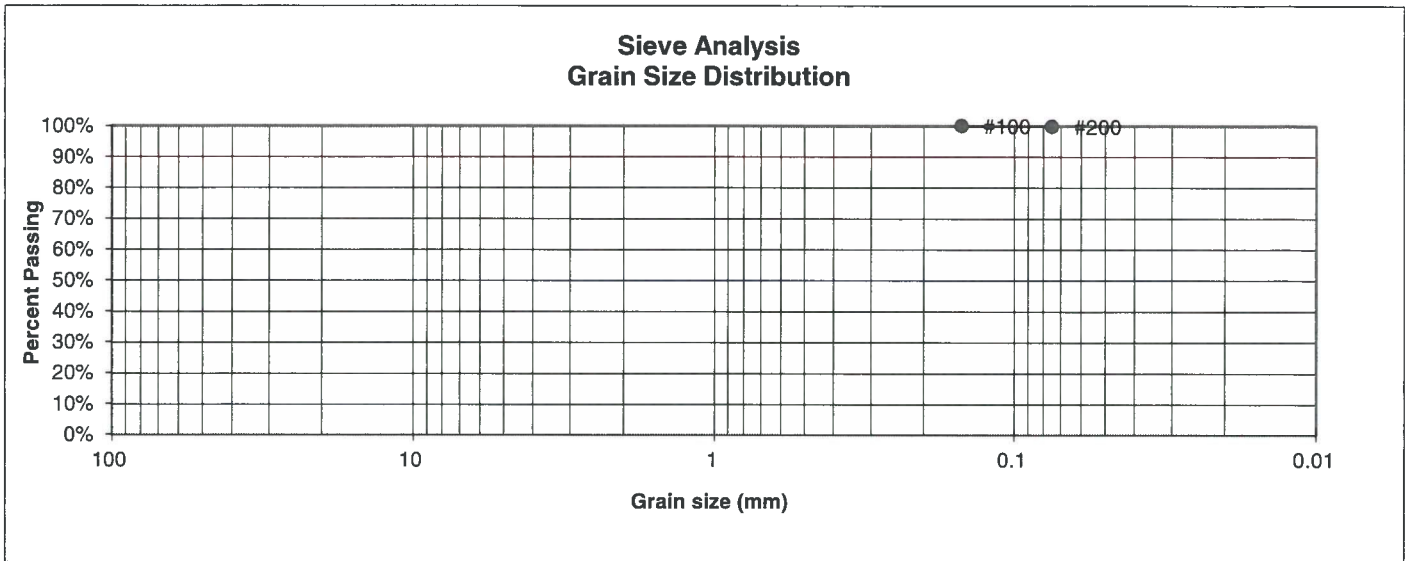 Sieve Analysis
Grain Size Distribution
Percent Passing
100%
90%
80%
70%
60%
50%
40%
30%
20%
10%
0%
#100 #200
100 10 1 0.1 0.01
Grain size (mm)